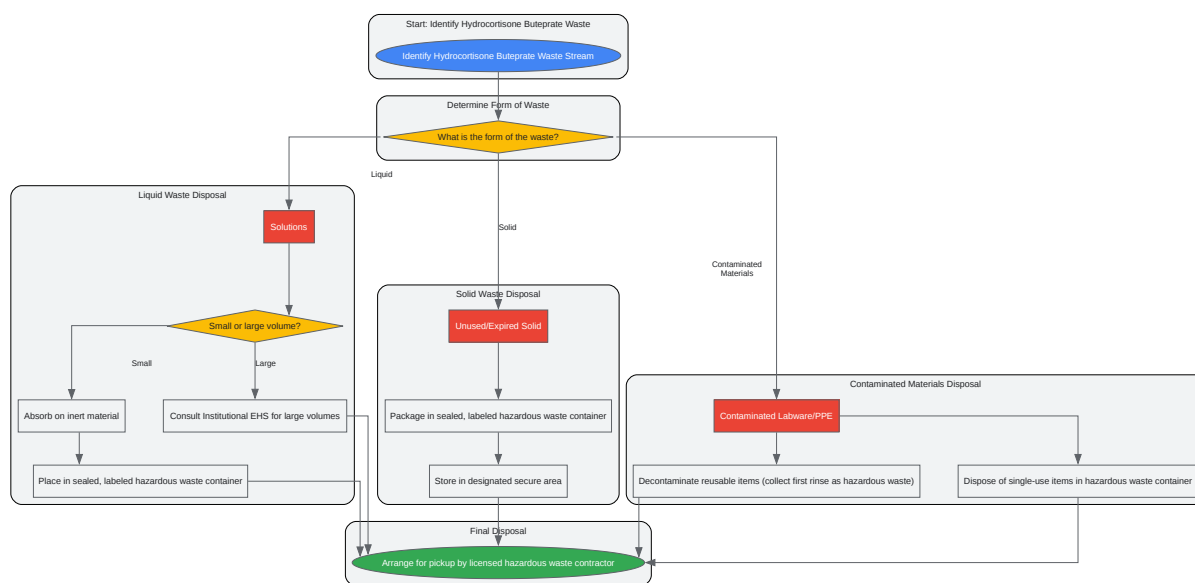 Start: Identify Hydrocortisone Buteprate Waste
Identify Hydrocortisone Buteprate Waste Stream
Determine Form of Waste
What is the form of the waste?
Liquid
Solid
Contaminated
Materials
Liquid Waste Disposal
Solutions
Small or large volume?
Small
Large
Absorb on inert material
Consult Institutional EHS for large volumes
Place in sealed, labeled hazardous waste container
Solid Waste Disposal
Unused/Expired Solid
Package in sealed, labeled hazardous waste container
Store in designated secure area
Contaminated Materials Disposal
Contaminated Labware/PPE
Decontaminate reusable items (collect first rinse as hazardous waste)
Dispose of single-use items in hazardous waste container
Final Disposal
Arrange for pickup by licensed hazardous waste contractor